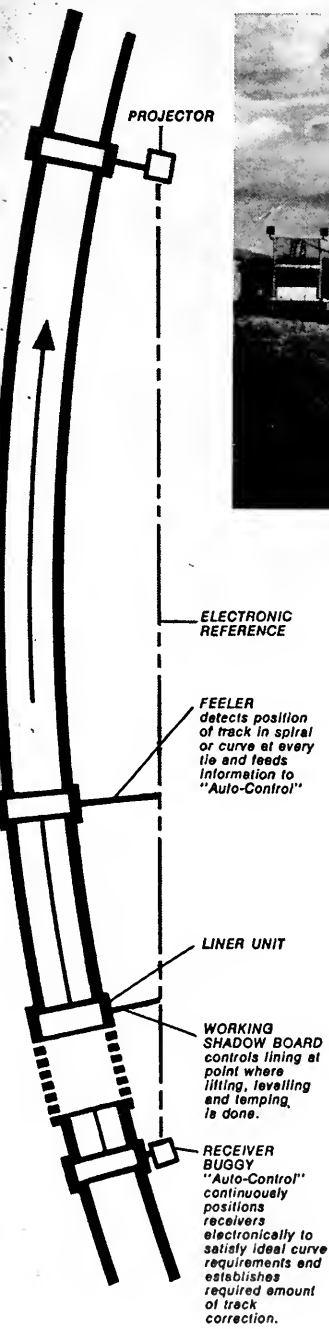 PROJECTOR
ELECTRONIC
REFERENCE
FEELER
detects position
of track in spiral
or curve at every
tie and feeds
information to
"Auto-Control"
LINER UNIT
WORKING
SHADOW BOARD
controls lining at
point where
lifting, levelling
and tamping
is done.
RECEIVER
BUGGY
"Auto-Control"
continuously
positions
receivers
electronically to
satisfy ideal curve
requirements and
establishes
required amount
of track
correction.